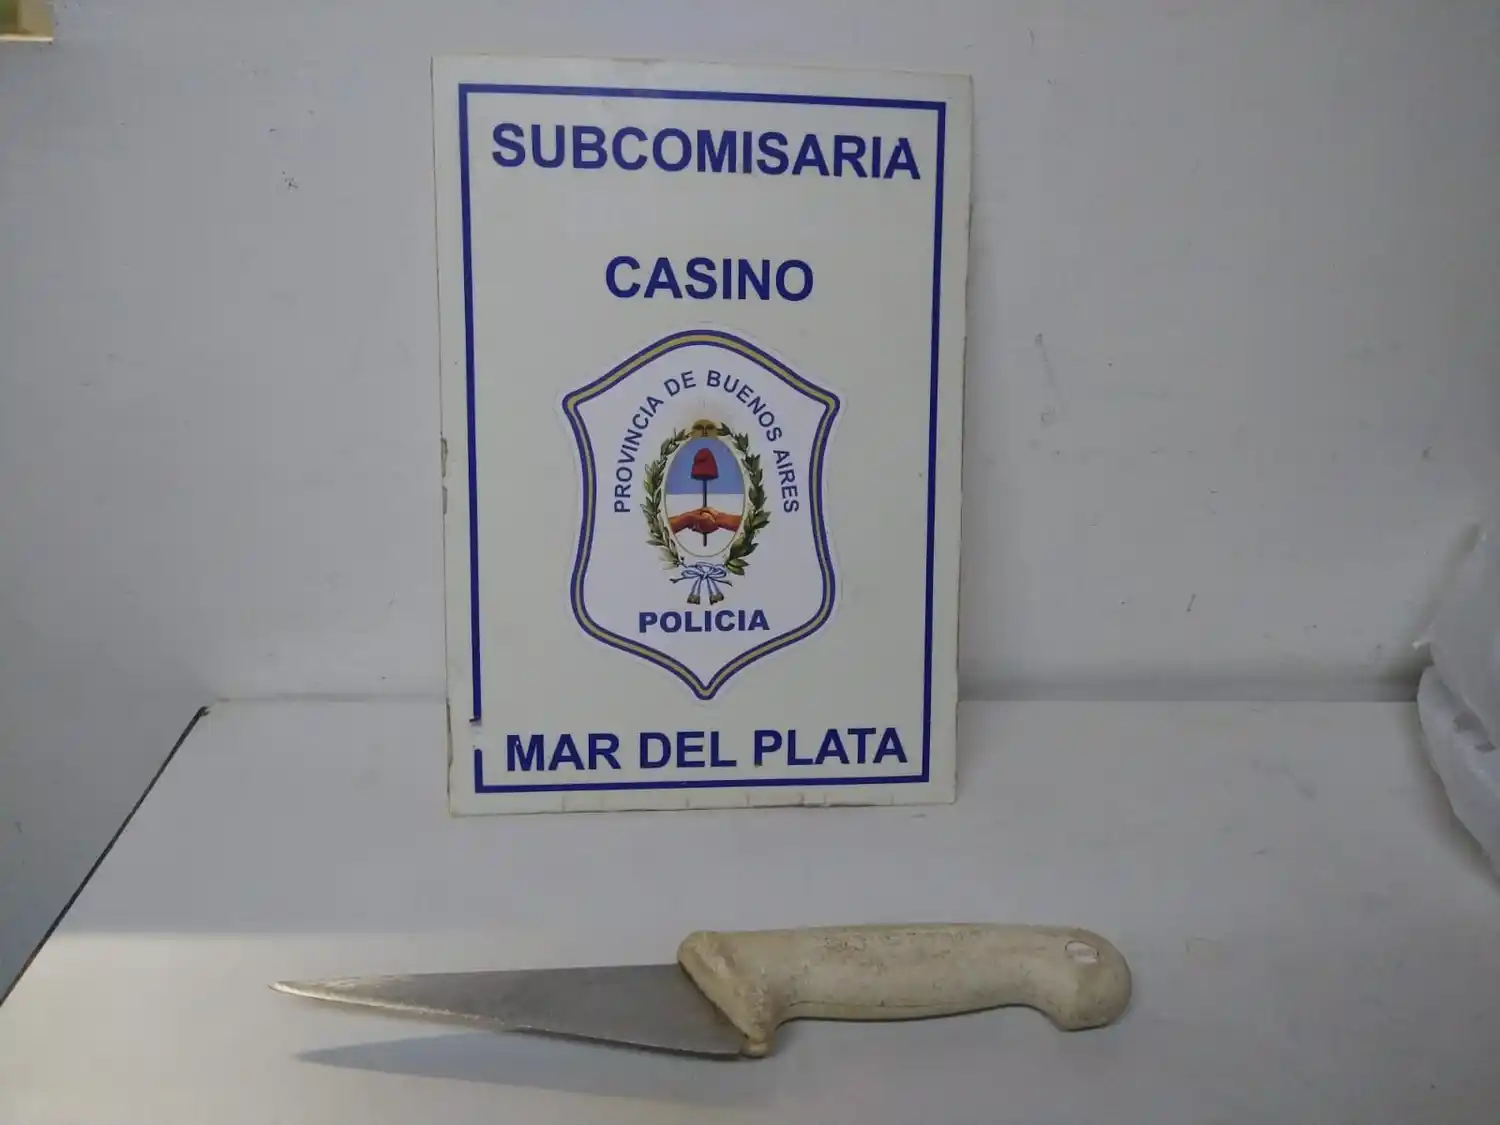 SUBCOMISARIA
CASINO
PROVINCIA DE BUENOS AIRES
POLICIA
MAR DEL PLATA